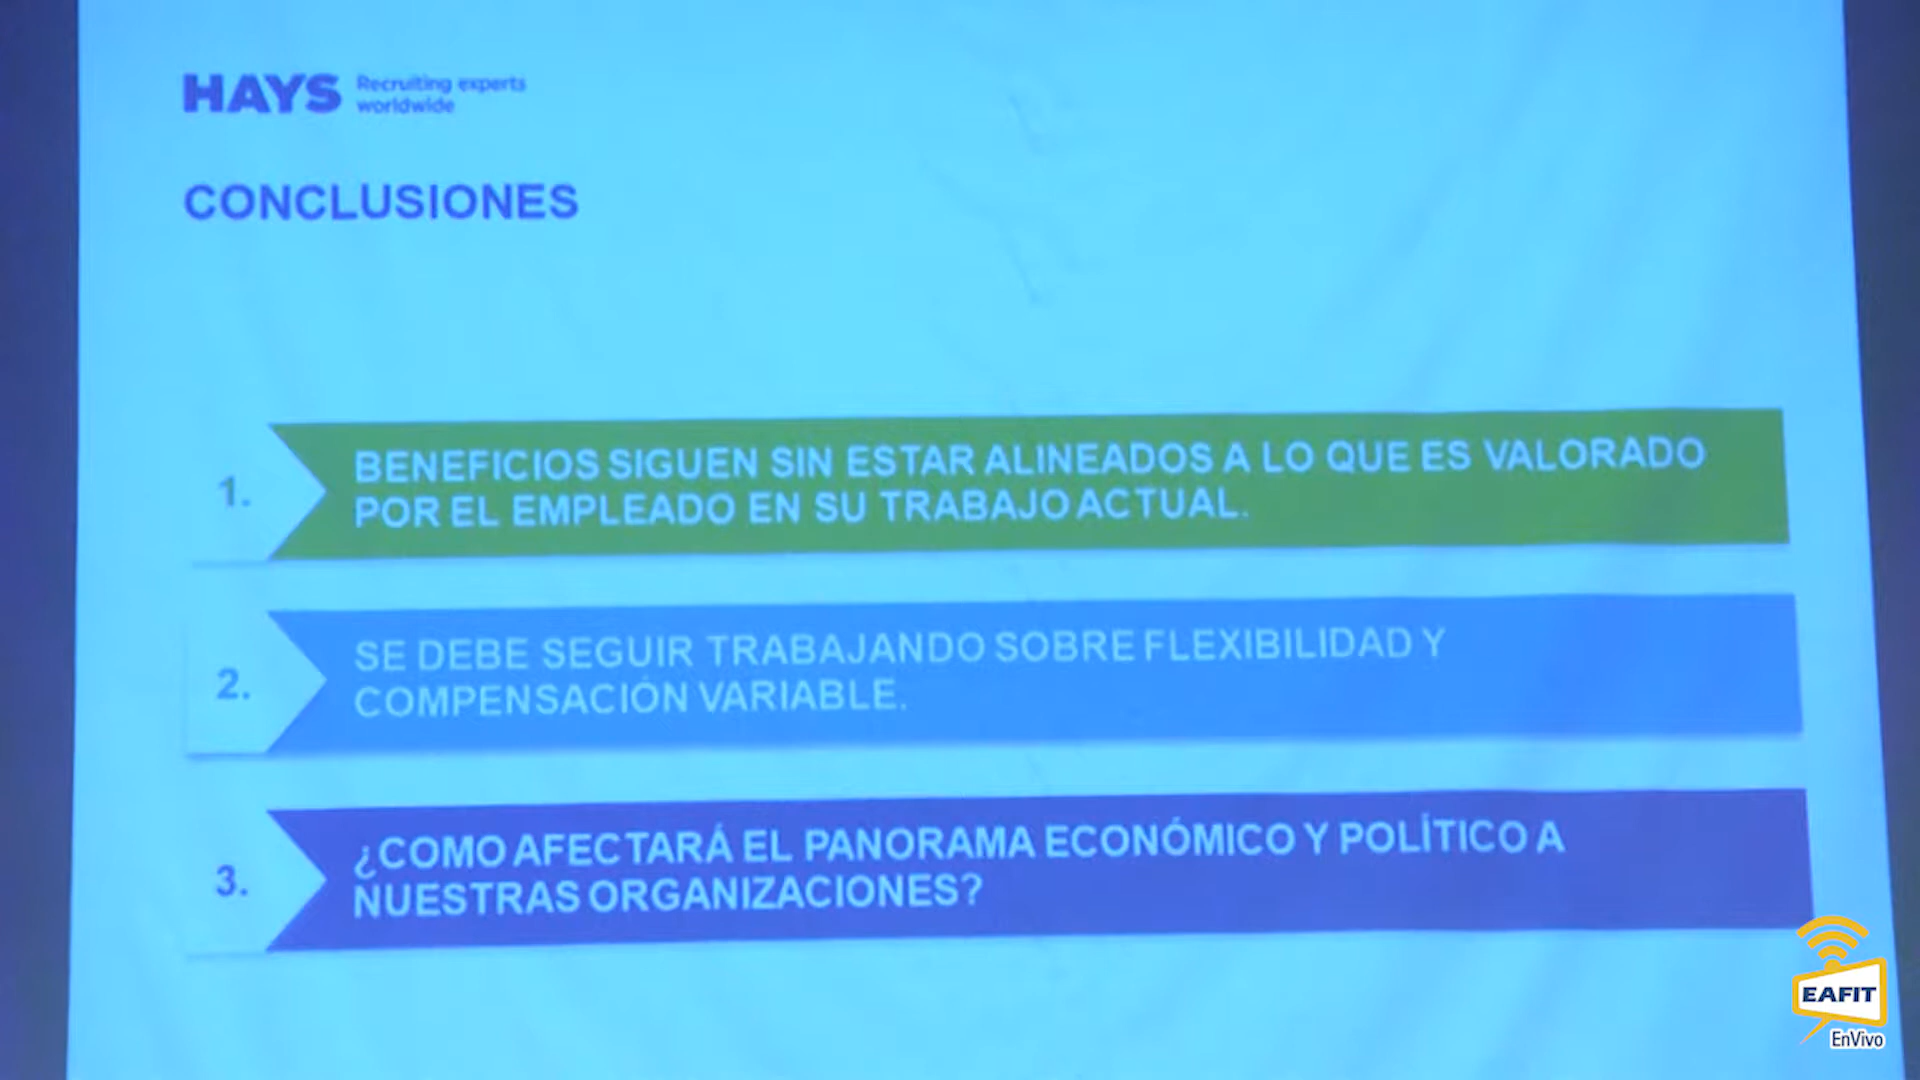 HAYS Recruiting experts
worldwide
CONCLUSIONES
1.
BENEFICIOS SIGUEN SIN ESTAR ALINEADOS A LO QUE ES VALORADO
POR EL EMPLEADO EN SU TRABAJO ACTUAL.
2.
SE DEBE SEGUIR TRABAJANDO SOBRE FLEXIBILIDAD Y
COMPENSACIÓN VARIABLE.
3.
¿COMO AFECTARÁ EL PANORAMA ECONÓMICO Y POLÍTICO A
NUESTRAS ORGANIZACIONES?
EAFIT
EnVivo